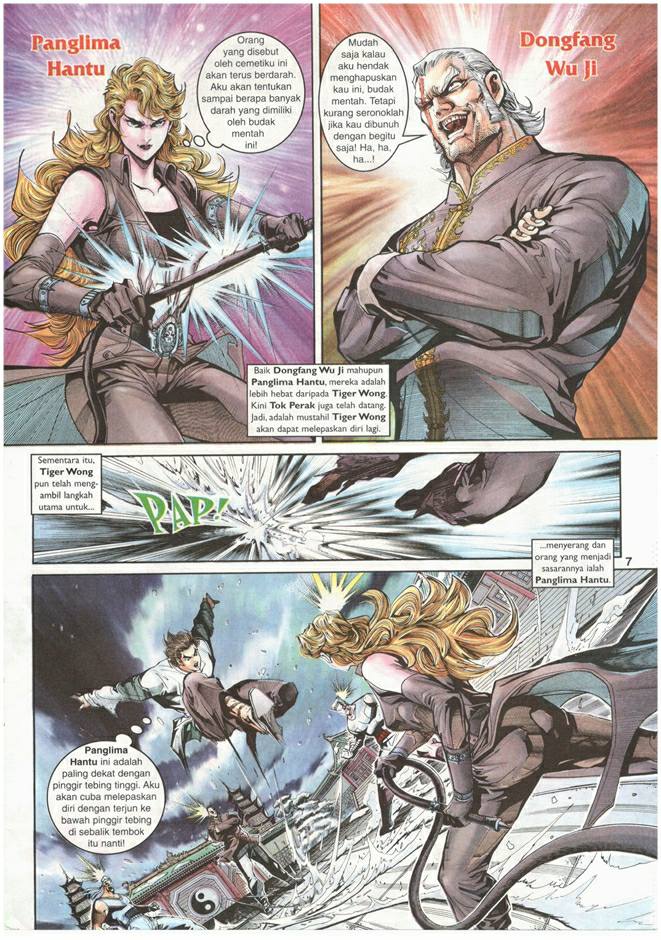 Panglima
Hantu
Orang
yang disebut
oleh cemetiku ini
akan terus berdarah.
Aku akan tentukan
sampai berapa banyak
darah yang dimiliki
oleh budak
mentah
ini!
Mudah
saja kalau
aku hendak
menghapuskan
kau ini, budak
mentah. Tetapi
kurang seronoklah
jika kau dibunuh
dengan begitu
saja! Ha, ha,
ha...!
Dongfang
Wu Ji
Baik Dongfang Wu Ji mahupun
Panglima Hantu, mereka adalah
lebih hebat daripada Tiger Wong.
Kini Tok Perak juga telah datang.
Jadi, adalah mustahil Tiger Wong
akan dapat melepaskan diri lagi.
Sementara itu,
Tiger Wong
pun telah meng-
ambil langkah
utama untuk...
PAP!
...menyerang dan
orang yang menjadi
sasarannya ialah
Panglima Hantu.
7
Panglima
Hantu ini adalah
paling dekat dengan
pinggir tebing tinggi. Aku
akan cuba melepaskan
diri dengan terjun ke
bawah pinggir tebing
di sebalik tembok
itu nanti!